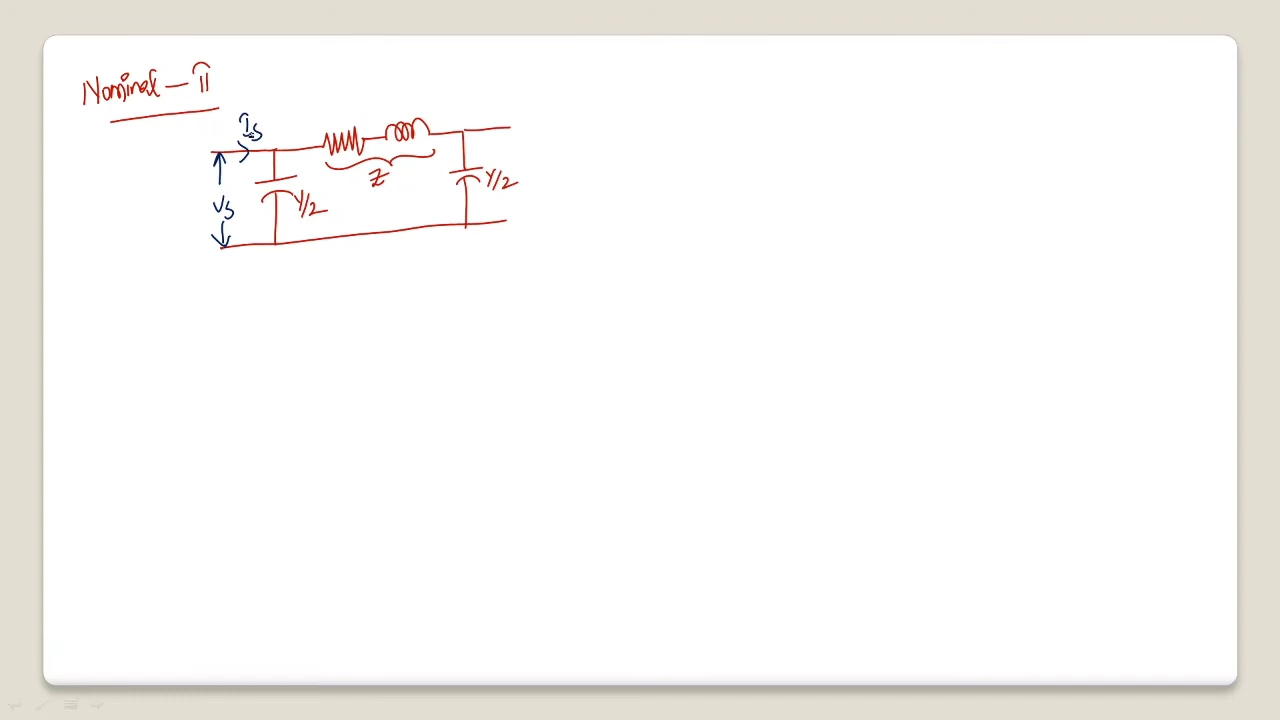 Nominal - π
Is
Z
Vs
Y/2
Y/2